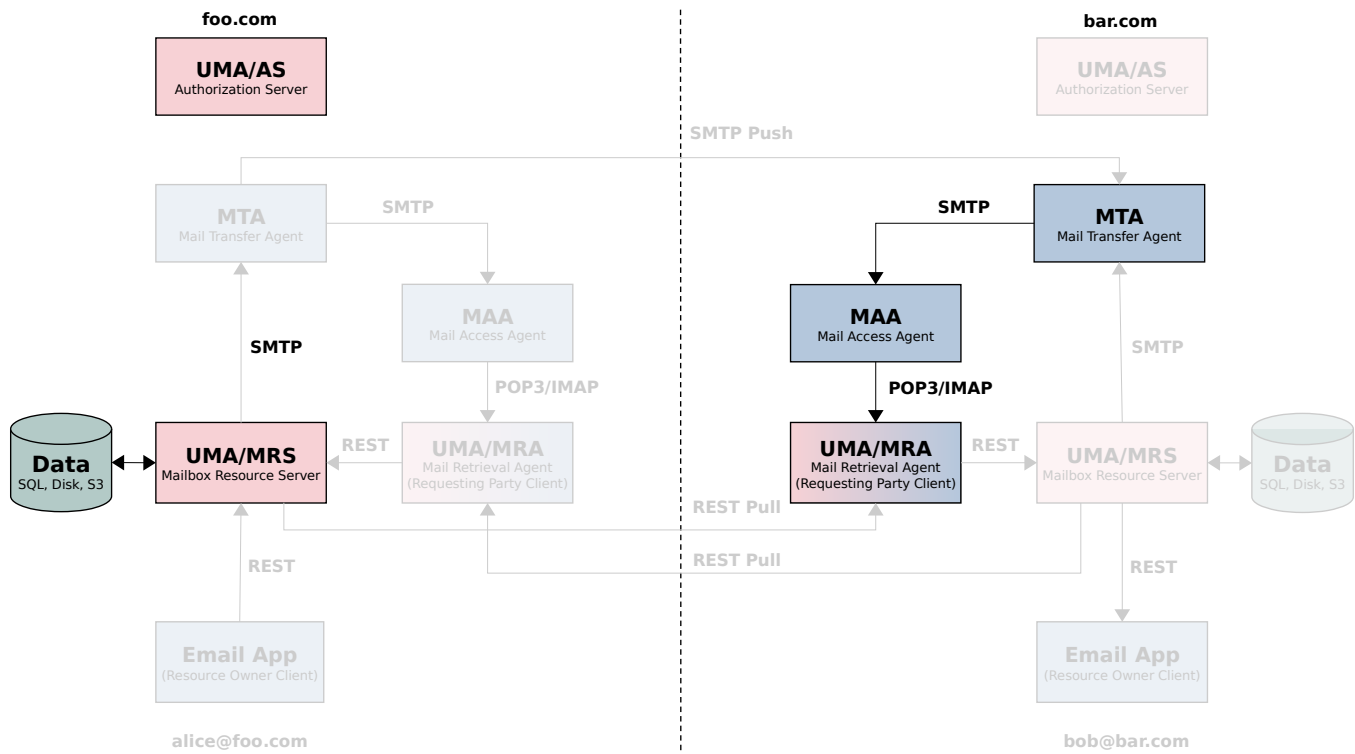 foo.com
bar.com
UMA/AS
Authorization Server
UMA/AS
Authorization Server
SMTP Push
MTA
Mail Transfer Agent
SMTP
SMTP
MTA
Mail Transfer Agent
MAA
Mail Access Agent
MAA
Mail Access Agent
SMTP
SMTP
POP3/IMAP
POP3/IMAP
Data
SQL, Disk, S3
UMA/MRS
Mailbox Resource Server
REST
UMA/MRA
Mail Retrieval Agent
(Requesting Party Client)
UMA/MRA
Mail Retrieval Agent
(Requesting Party Client)
REST
UMA/MRS
Mailbox Resource Server
Data
SQL, Disk, S3
REST Pull
REST Pull
REST
REST
Email App
(Resource Owner Client)
Email App
(Resource Owner Client)
alice@foo.com
bob@bar.com